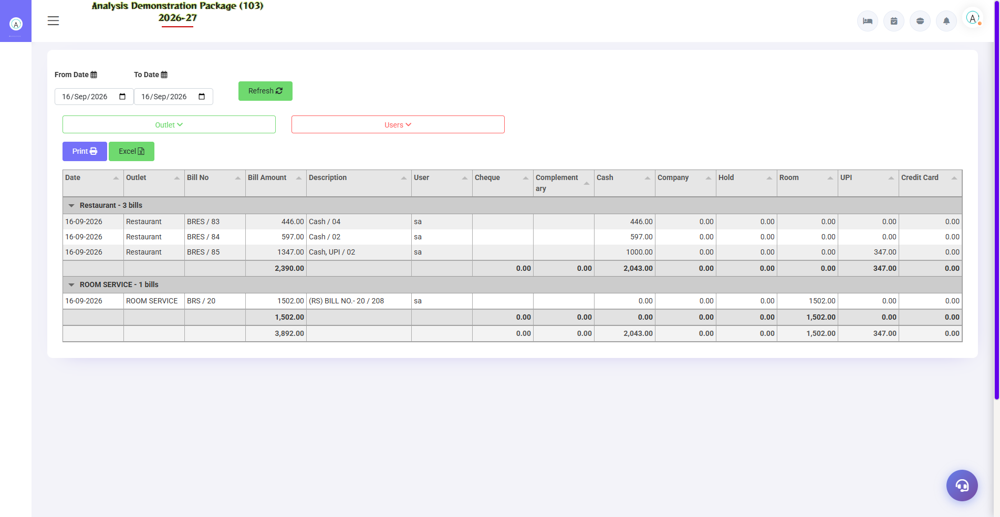 Analysis Demonstration Package (103)
2026-27
A
A
From Date
To Date
16/Sep/2026
16/Sep/2026
Refresh
Outlet
Users
Print
Excel
Date Outlet Bill No Bill Amount Description User Cheque Complement Cash Company Hold Room UPI Credit Card
ary
Restaurant - 3 bills
16-09-2026 Restaurant BRES / 83 446.00 Cash / 04 sa 446.00 0.00 0.00 0.00 0.00 0.00
16-09-2026 Restaurant BRES / 84 597.00 Cash / 02 sa 597.00 0.00 0.00 0.00 0.00 0.00
16-09-2026 Restaurant BRES / 85 1347.00 Cash, UPI / 02 sa 1000.00 0.00 0.00 0.00 347.00 0.00
2,390.00 0.00 0.00 2,043.00 0.00 0.00 0.00 347.00 0.00
ROOM SERVICE - 1 bills
16-09-2026 ROOM SERVICE BRS / 20 1502.00 (RS) BILL NO.- 20 / 208 sa 0.00 0.00 0.00 1502.00 0.00 0.00
1,502.00 0.00 0.00 0.00 0.00 0.00 1,502.00 0.00 0.00
3,892.00 0.00 0.00 2,043.00 0.00 0.00 1,502.00 347.00 0.00